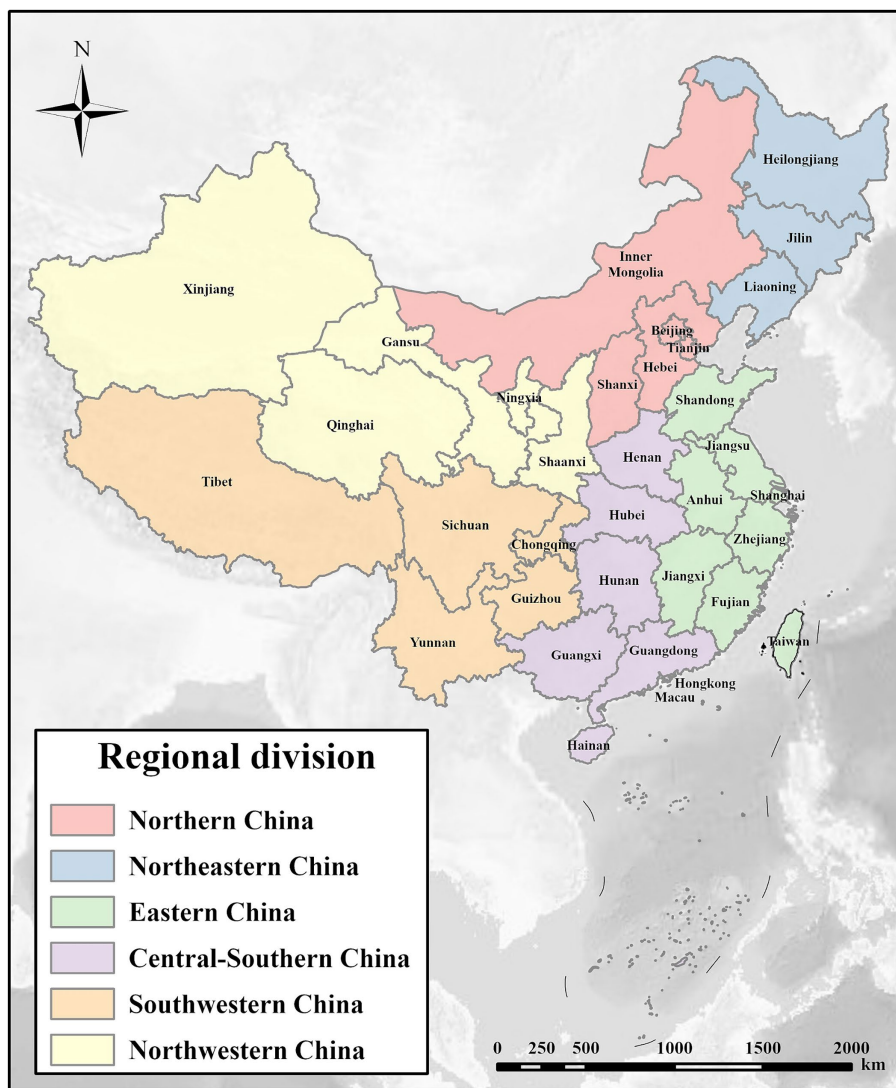 N
Heilongjiang
Jilin
Inner
Mongolia
Liaoning
Xinjiang
Beijing
Gansu
Tianjin
Hebei
Shanxi
Ningxia
Shandong
Qinghai
Jiangsu
Henan
Shaanxi
Tibet
Shanghai
Anhui
Sichuan
Hubei
Zhejiang
Chongqing
Hunan
Jiangxi
Guizhou
Fujian
Yunnan
Taiwan
Guangxi
Guangdong
Hongkong
Macau
Hainan
Regional division
Northern China
Northeastern China
Eastern China
Central-Southern China
Southwestern China
Northwestern China
0 250 500 1000 1500 2000
km